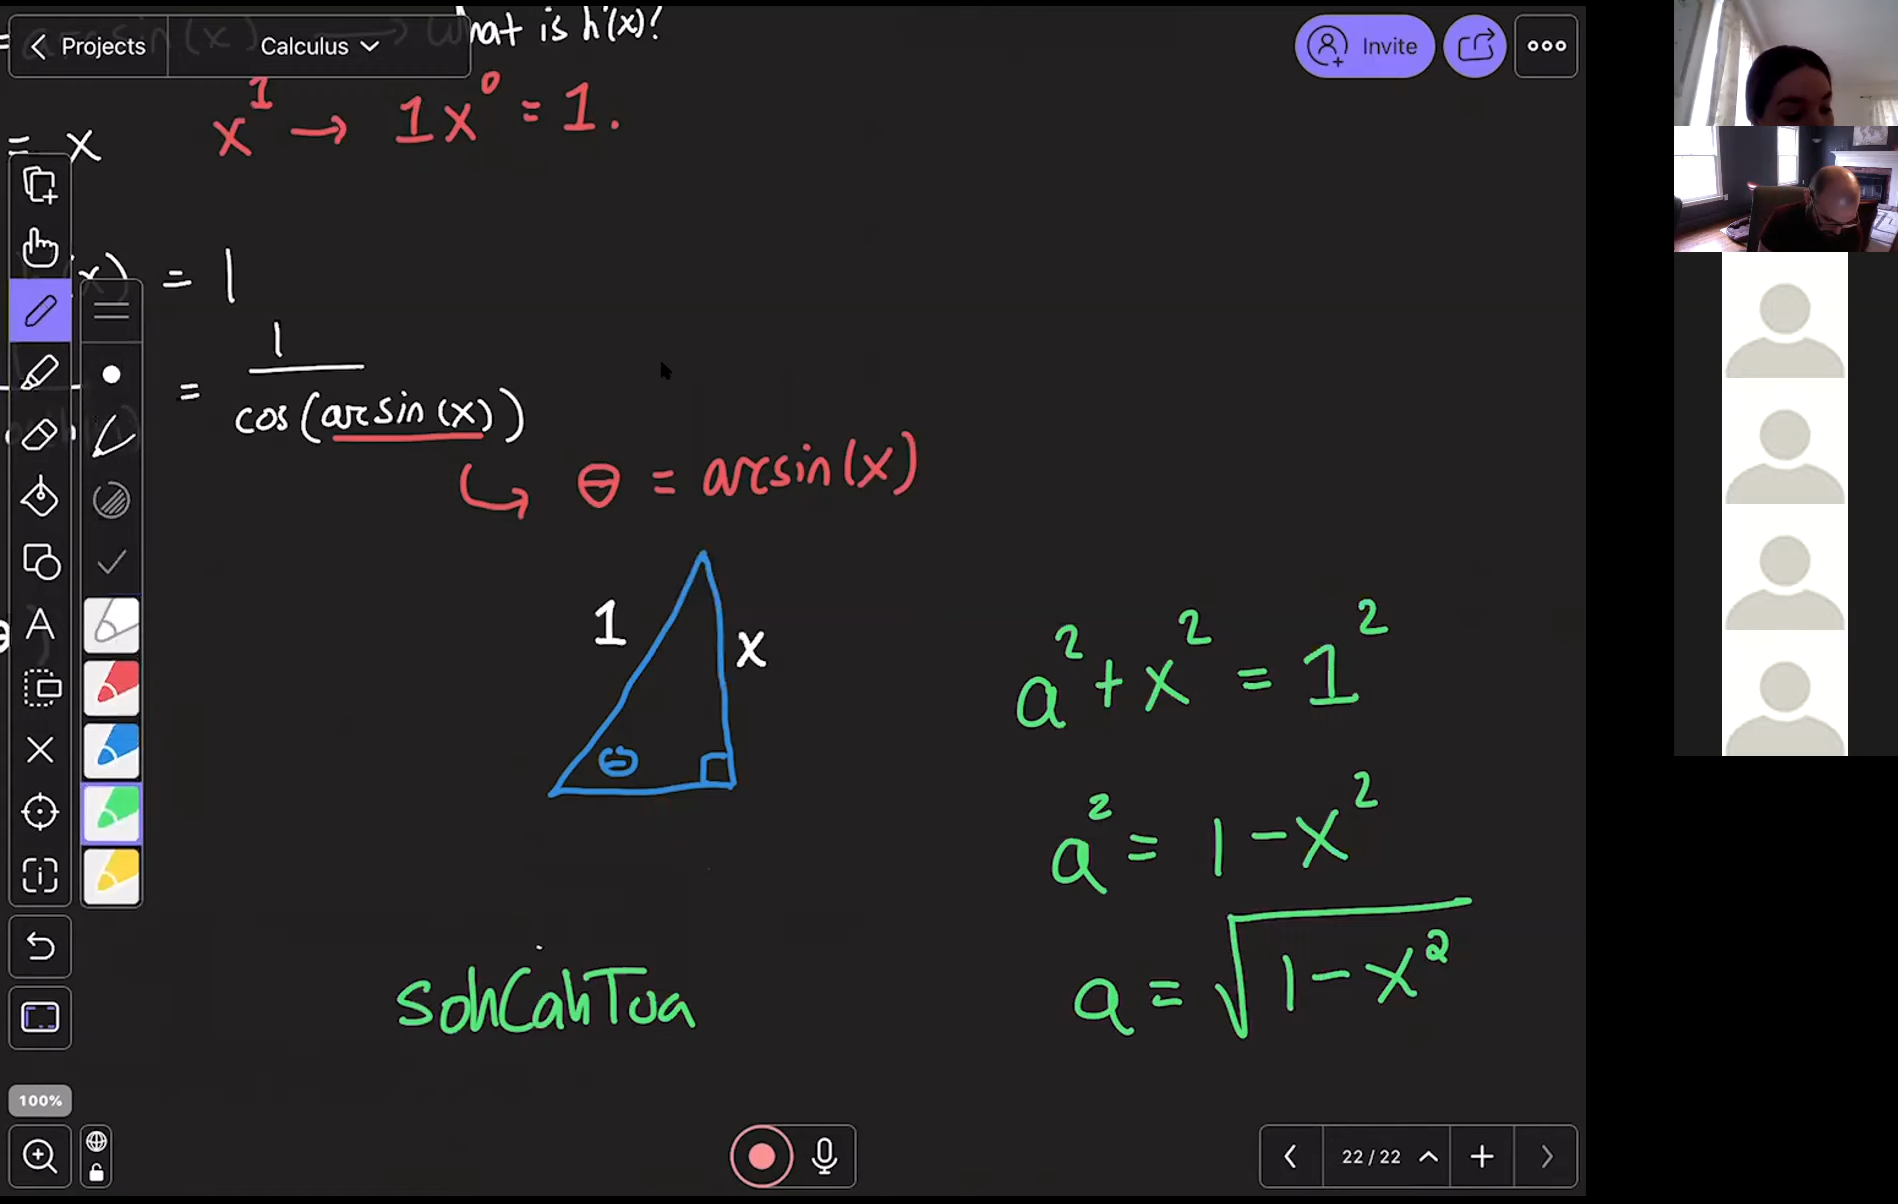 Projects
Calculus
arcsin(x) → What is h'(x)?
Invite
x¹ → 1x⁰ = 1.
= x
(x) = 1
= 1 / cos(arcsin(x))
θ = arcsin(x)
1
x
θ
a² + x² = 1²
a² = 1 - x²
a = √(1 - x²)
SohCahToa
A
100%
22 / 22